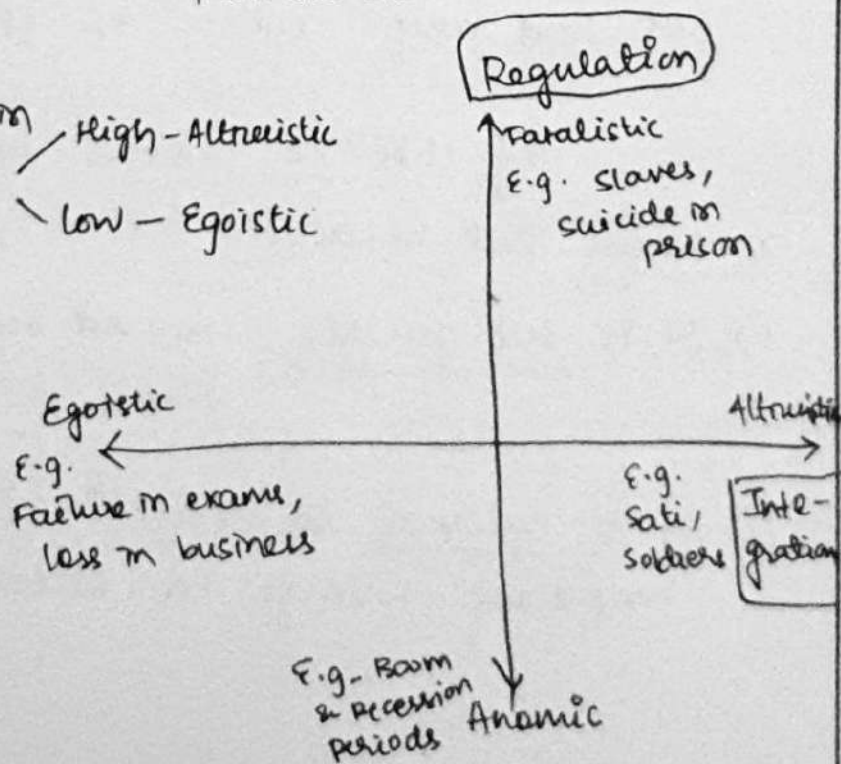 Regulation
High - Altruistic
Low - Egoistic
Fatalistic
E.g. Slaves,
suicide in
prison
Egoistic
E.g.
Failure in exams,
loss in business
Altruistic
E.g.
Sati,
Soldiers
Inte-
gration
E.g - Boom
& Recession
periods
Anomic